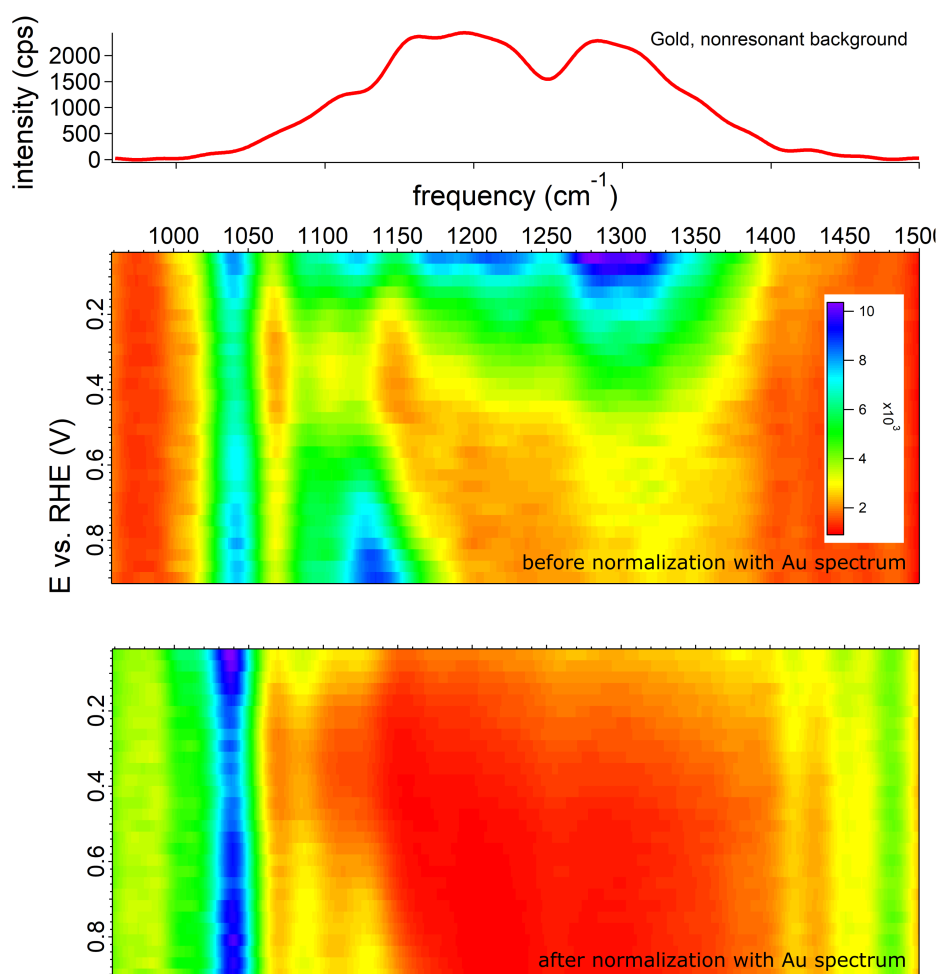 Gold, nonresonant background
intensity (cps)
2000
1500
1000
500
0
frequency (cm-1)
1000 1050 1100 1150 1200 1250 1300 1350 1400 1500
E vs. RHE (V)
0.2
0.4
0.6
0.8
10
8
6
4
2
x103
before normalization with Au spectrum
0.2
0.4
0.6
0.8
after normalization with Au spectrum